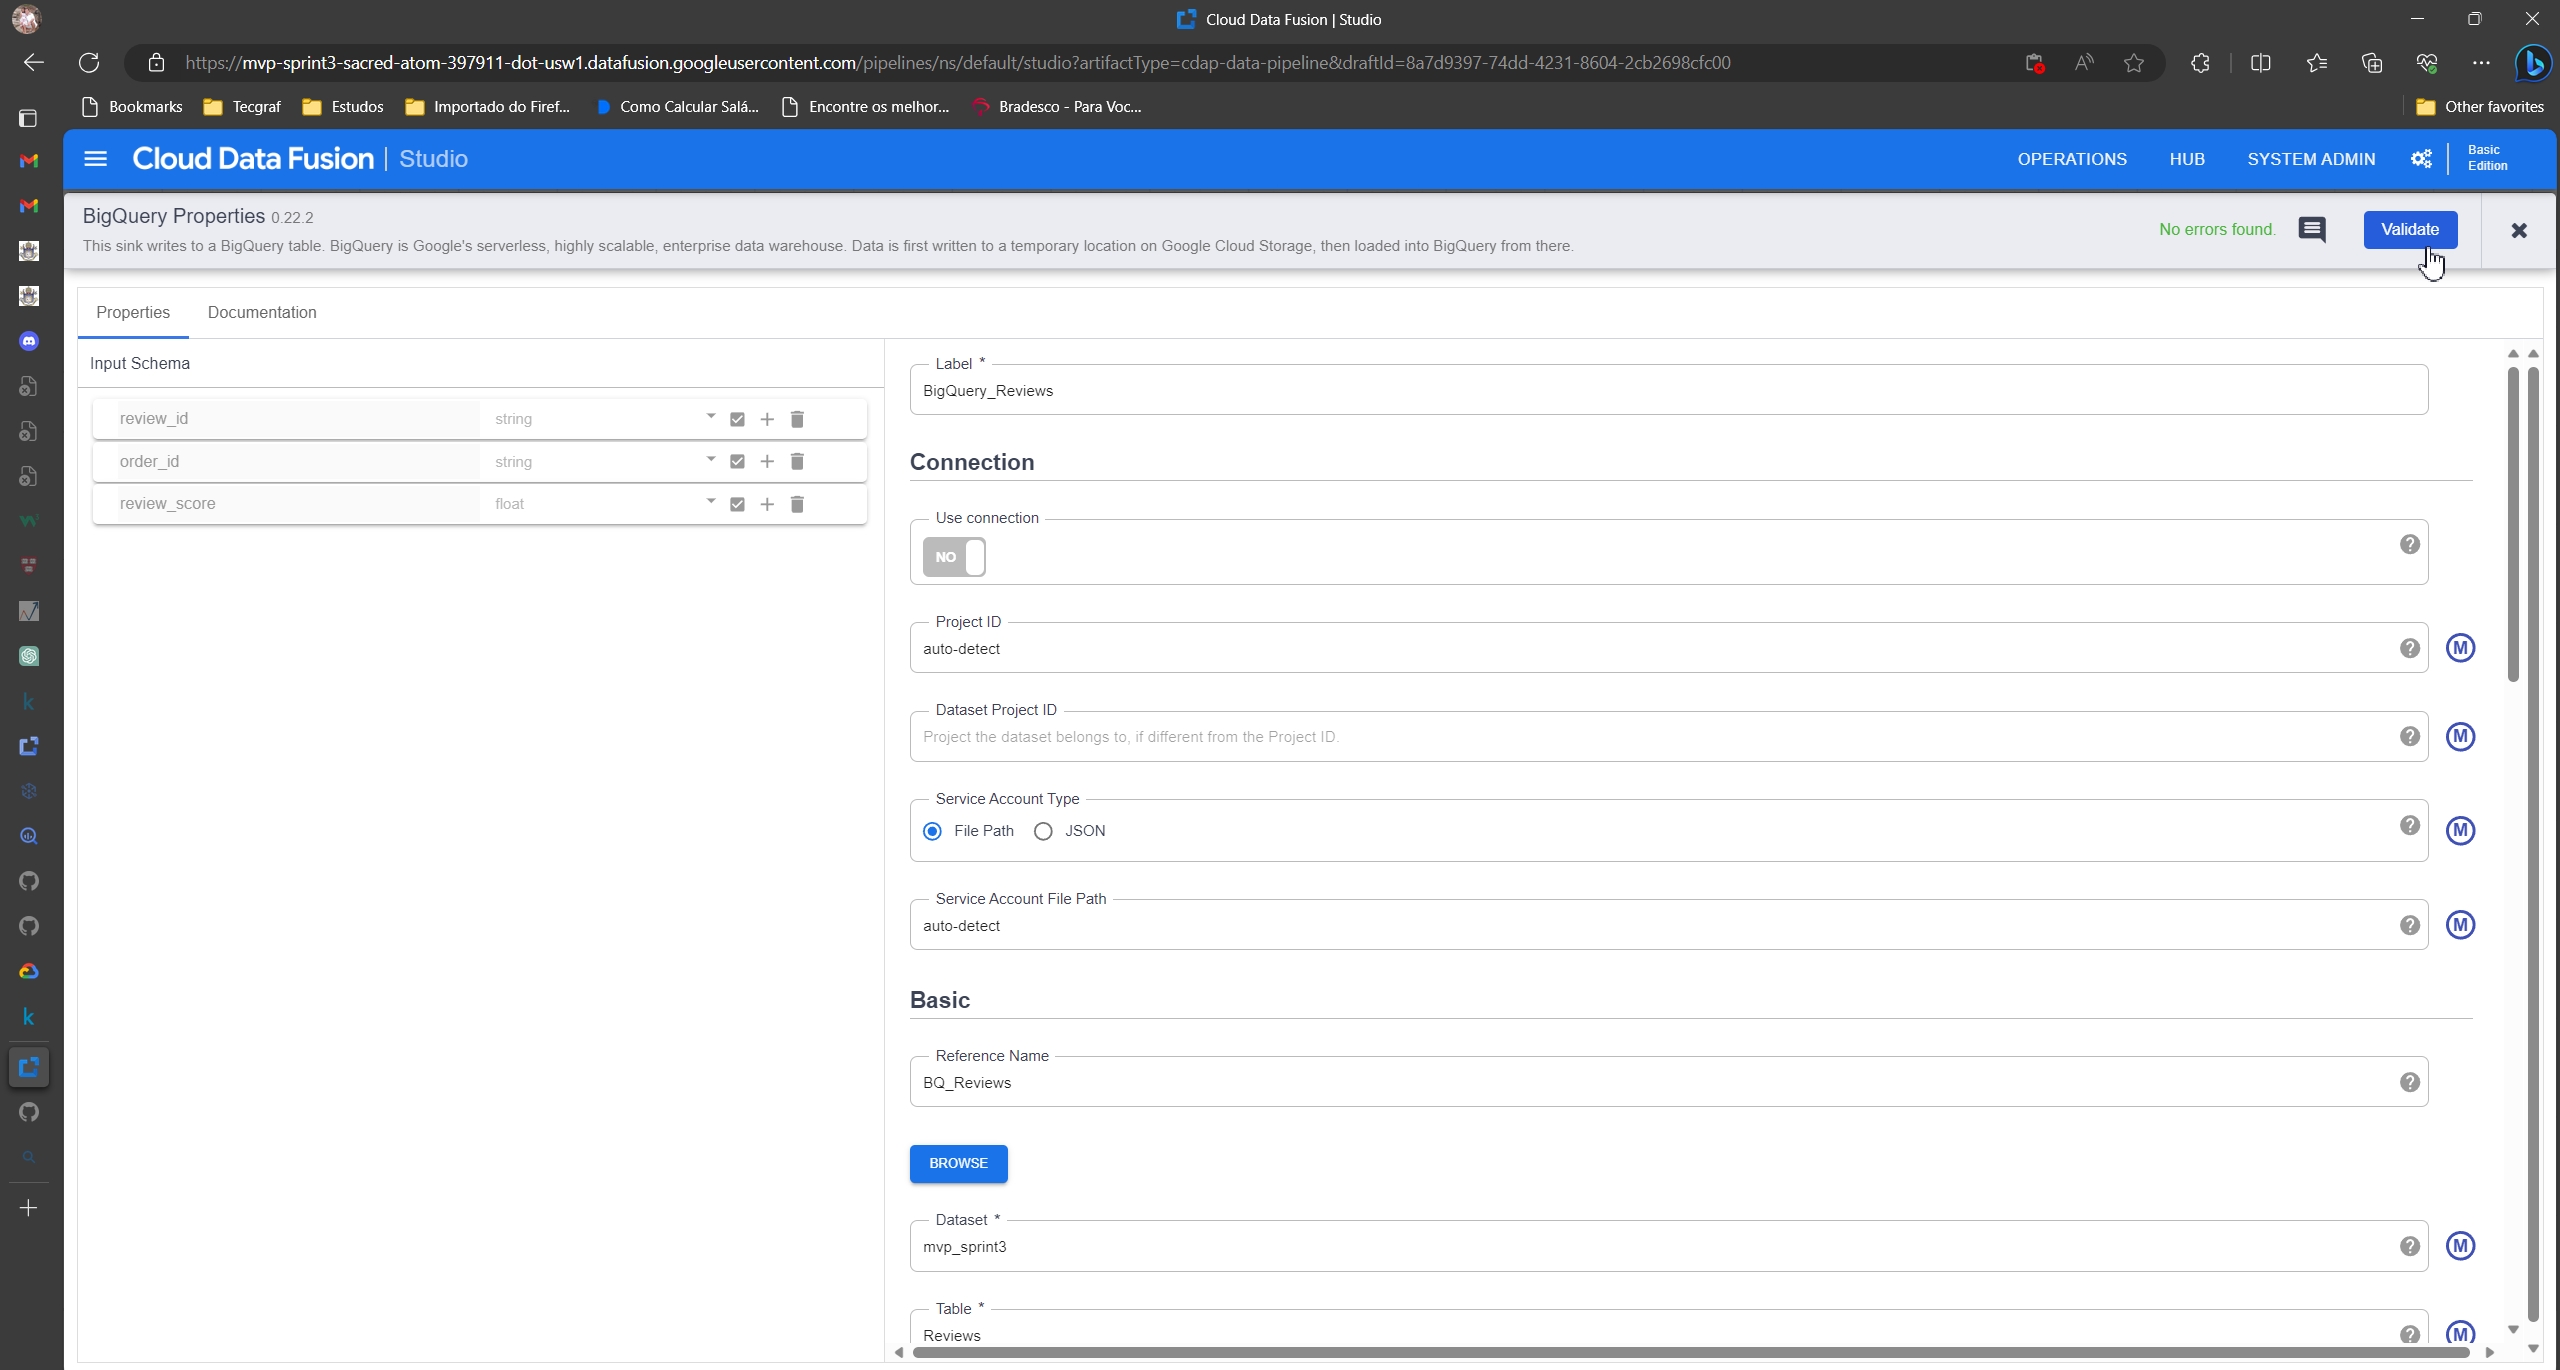 Cloud Data Fusion | Studio
https://mvp-sprint3-sacred-atom-397911-dot-usw1.datafusion.googleusercontent.com/pipelines/ns/default/studio?artifactType=cdap-data-pipeline&draftId=8a7d9397-74dd-4231-8604-2cb2698cfc00
Bookmarks Tecgraf Estudos Importado do Firef... Como Calcular Salá... Encontre os melhor... Bradesco - Para Voc... Other favorites
Cloud Data Fusion | Studio OPERATIONS HUB SYSTEM ADMIN Basic Edition
BigQuery Properties 0.22.2
This sink writes to a BigQuery table. BigQuery is Google's serverless, highly scalable, enterprise data warehouse. Data is first written to a temporary location on Google Cloud Storage, then loaded into BigQuery from there.
No errors found. Validate
Properties Documentation
Input Schema
review_id string
order_id string
review_score float
Label *
BigQuery_Reviews
Connection
Use connection
NO
Project ID
auto-detect
M
Dataset Project ID
Project the dataset belongs to, if different from the Project ID.
M
Service Account Type
File Path JSON
M
Service Account File Path
auto-detect
M
Basic
Reference Name
BQ_Reviews
BROWSE
Dataset *
mvp_sprint3
M
Table *
Reviews
M